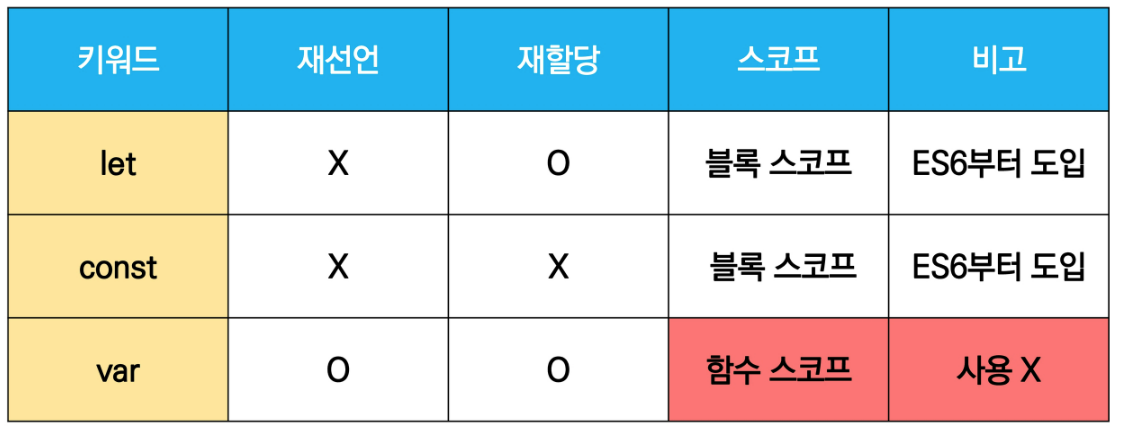 키워드 재선언 재할당 스코프 비고
let X O 블록 스코프 ES6부터 도입
const X X 블록 스코프 ES6부터 도입
var O O 함수 스코프 사용 X